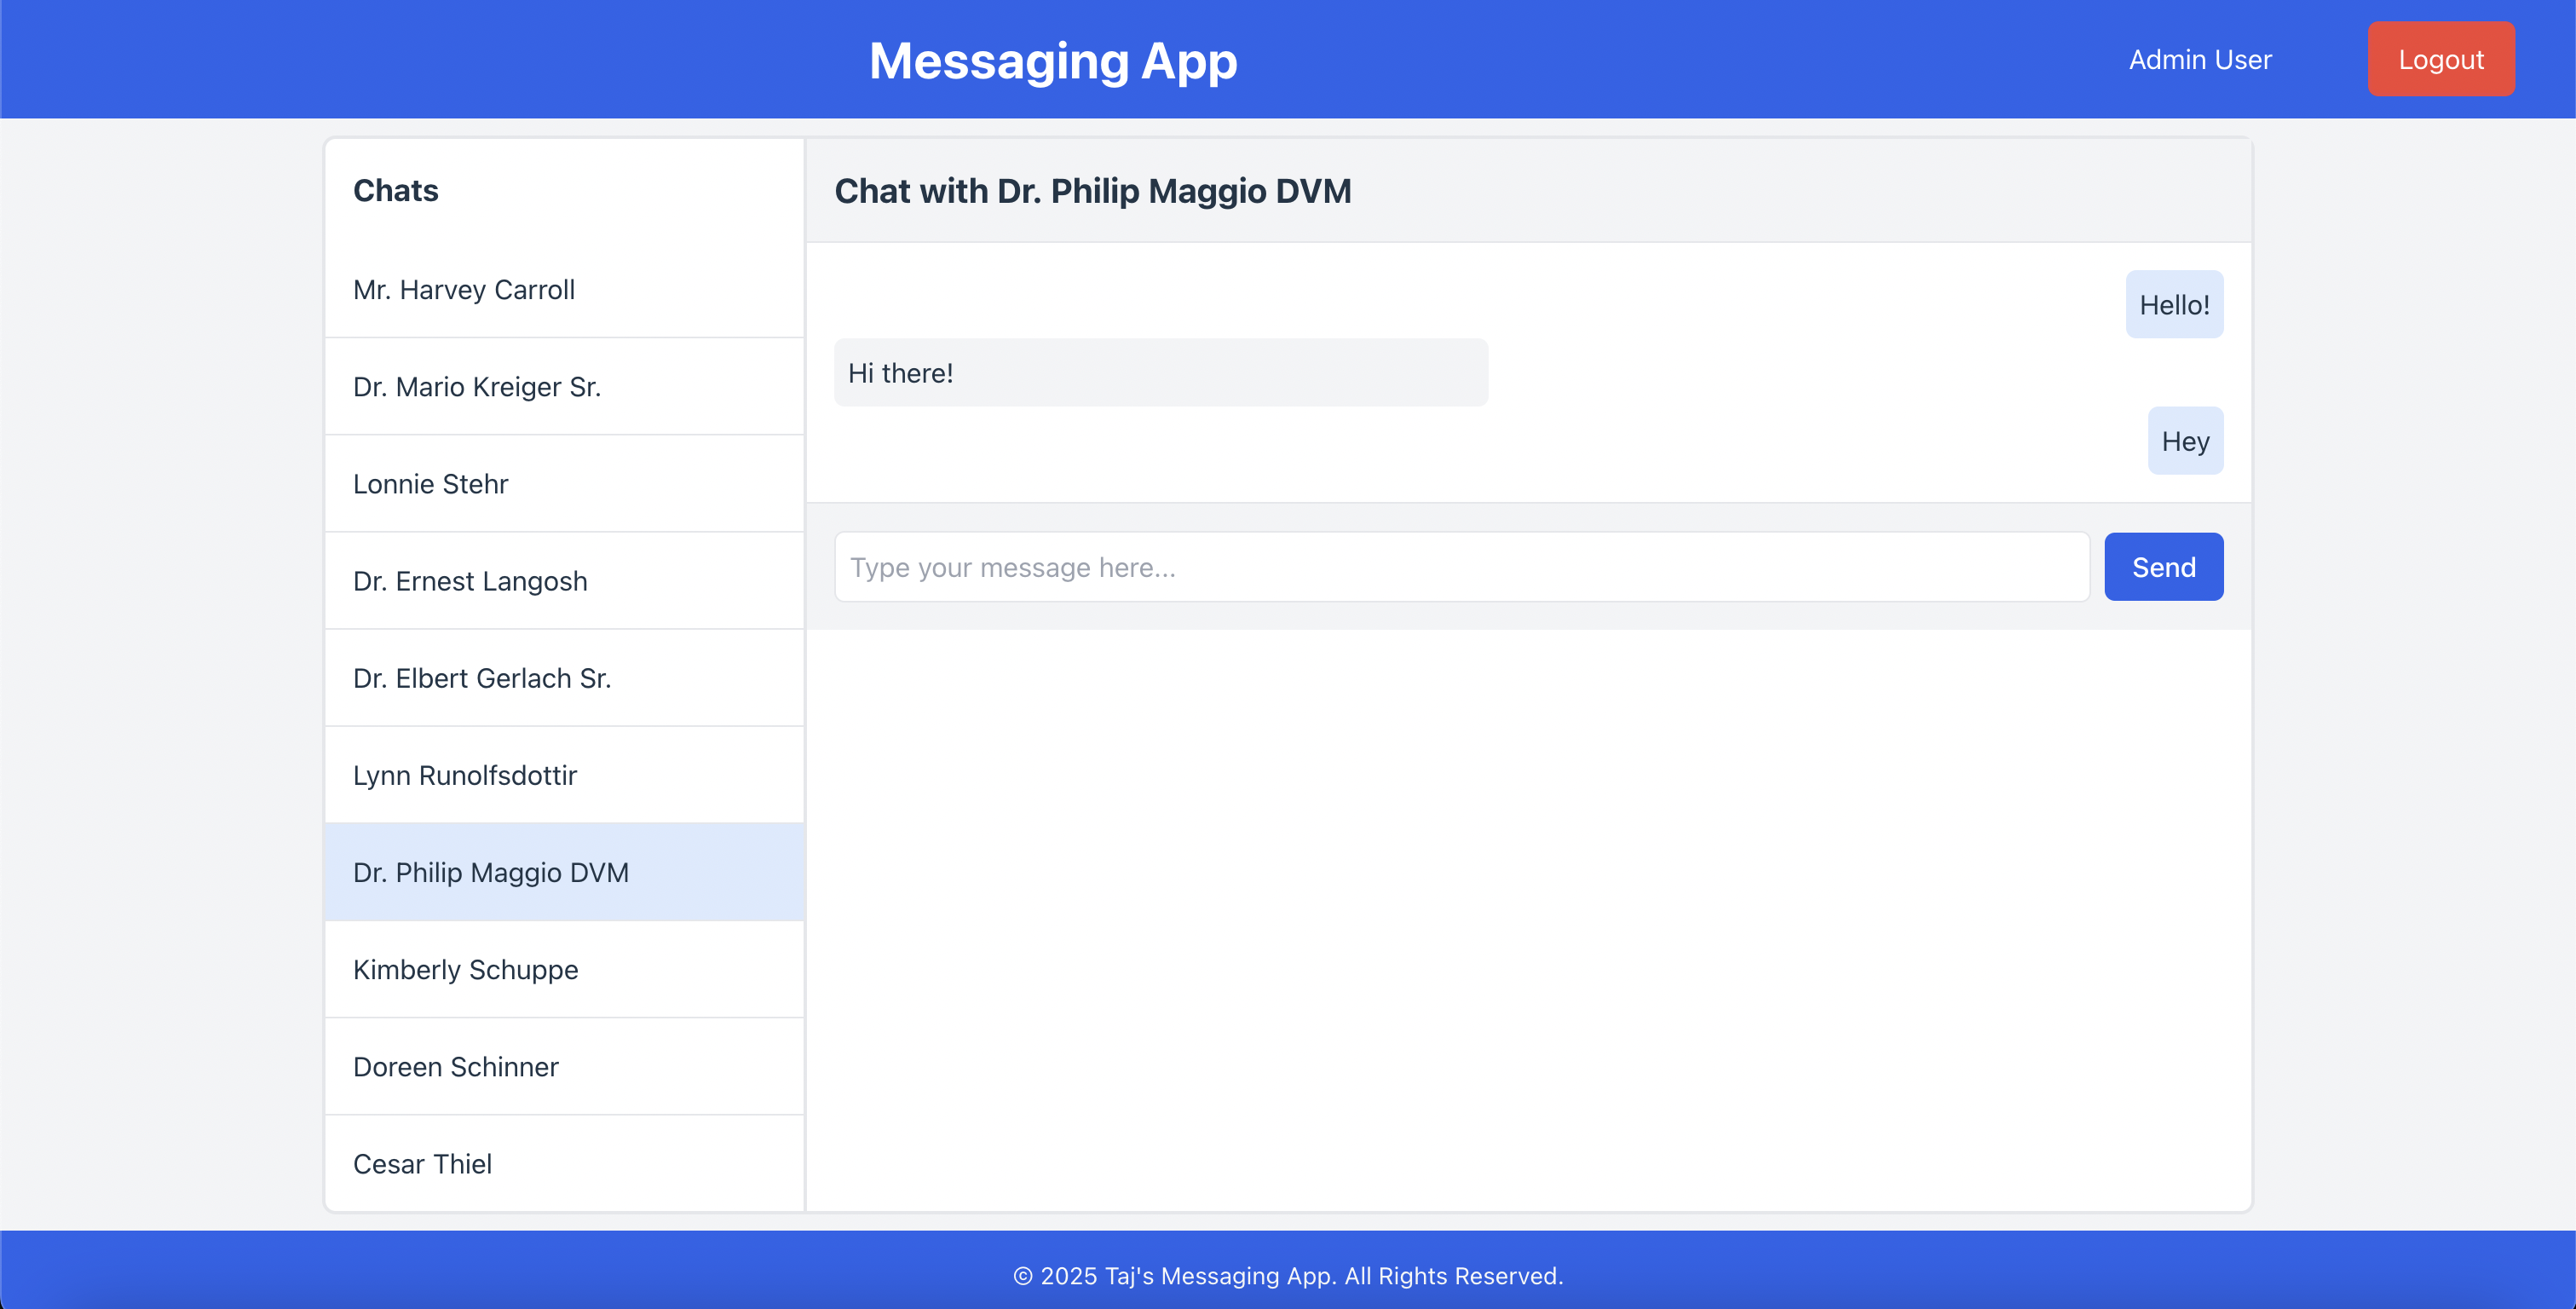 Messaging App
Admin User
Logout
Chats
Mr. Harvey Carroll
Dr. Mario Kreiger Sr.
Lonnie Stehr
Dr. Ernest Langosh
Dr. Elbert Gerlach Sr.
Lynn Runolfsdottir
Dr. Philip Maggio DVM
Kimberly Schuppe
Doreen Schinner
Cesar Thiel
Chat with Dr. Philip Maggio DVM
Hello!
Hi there!
Hey
Type your message here...
Send
© 2025 Taj's Messaging App. All Rights Reserved.